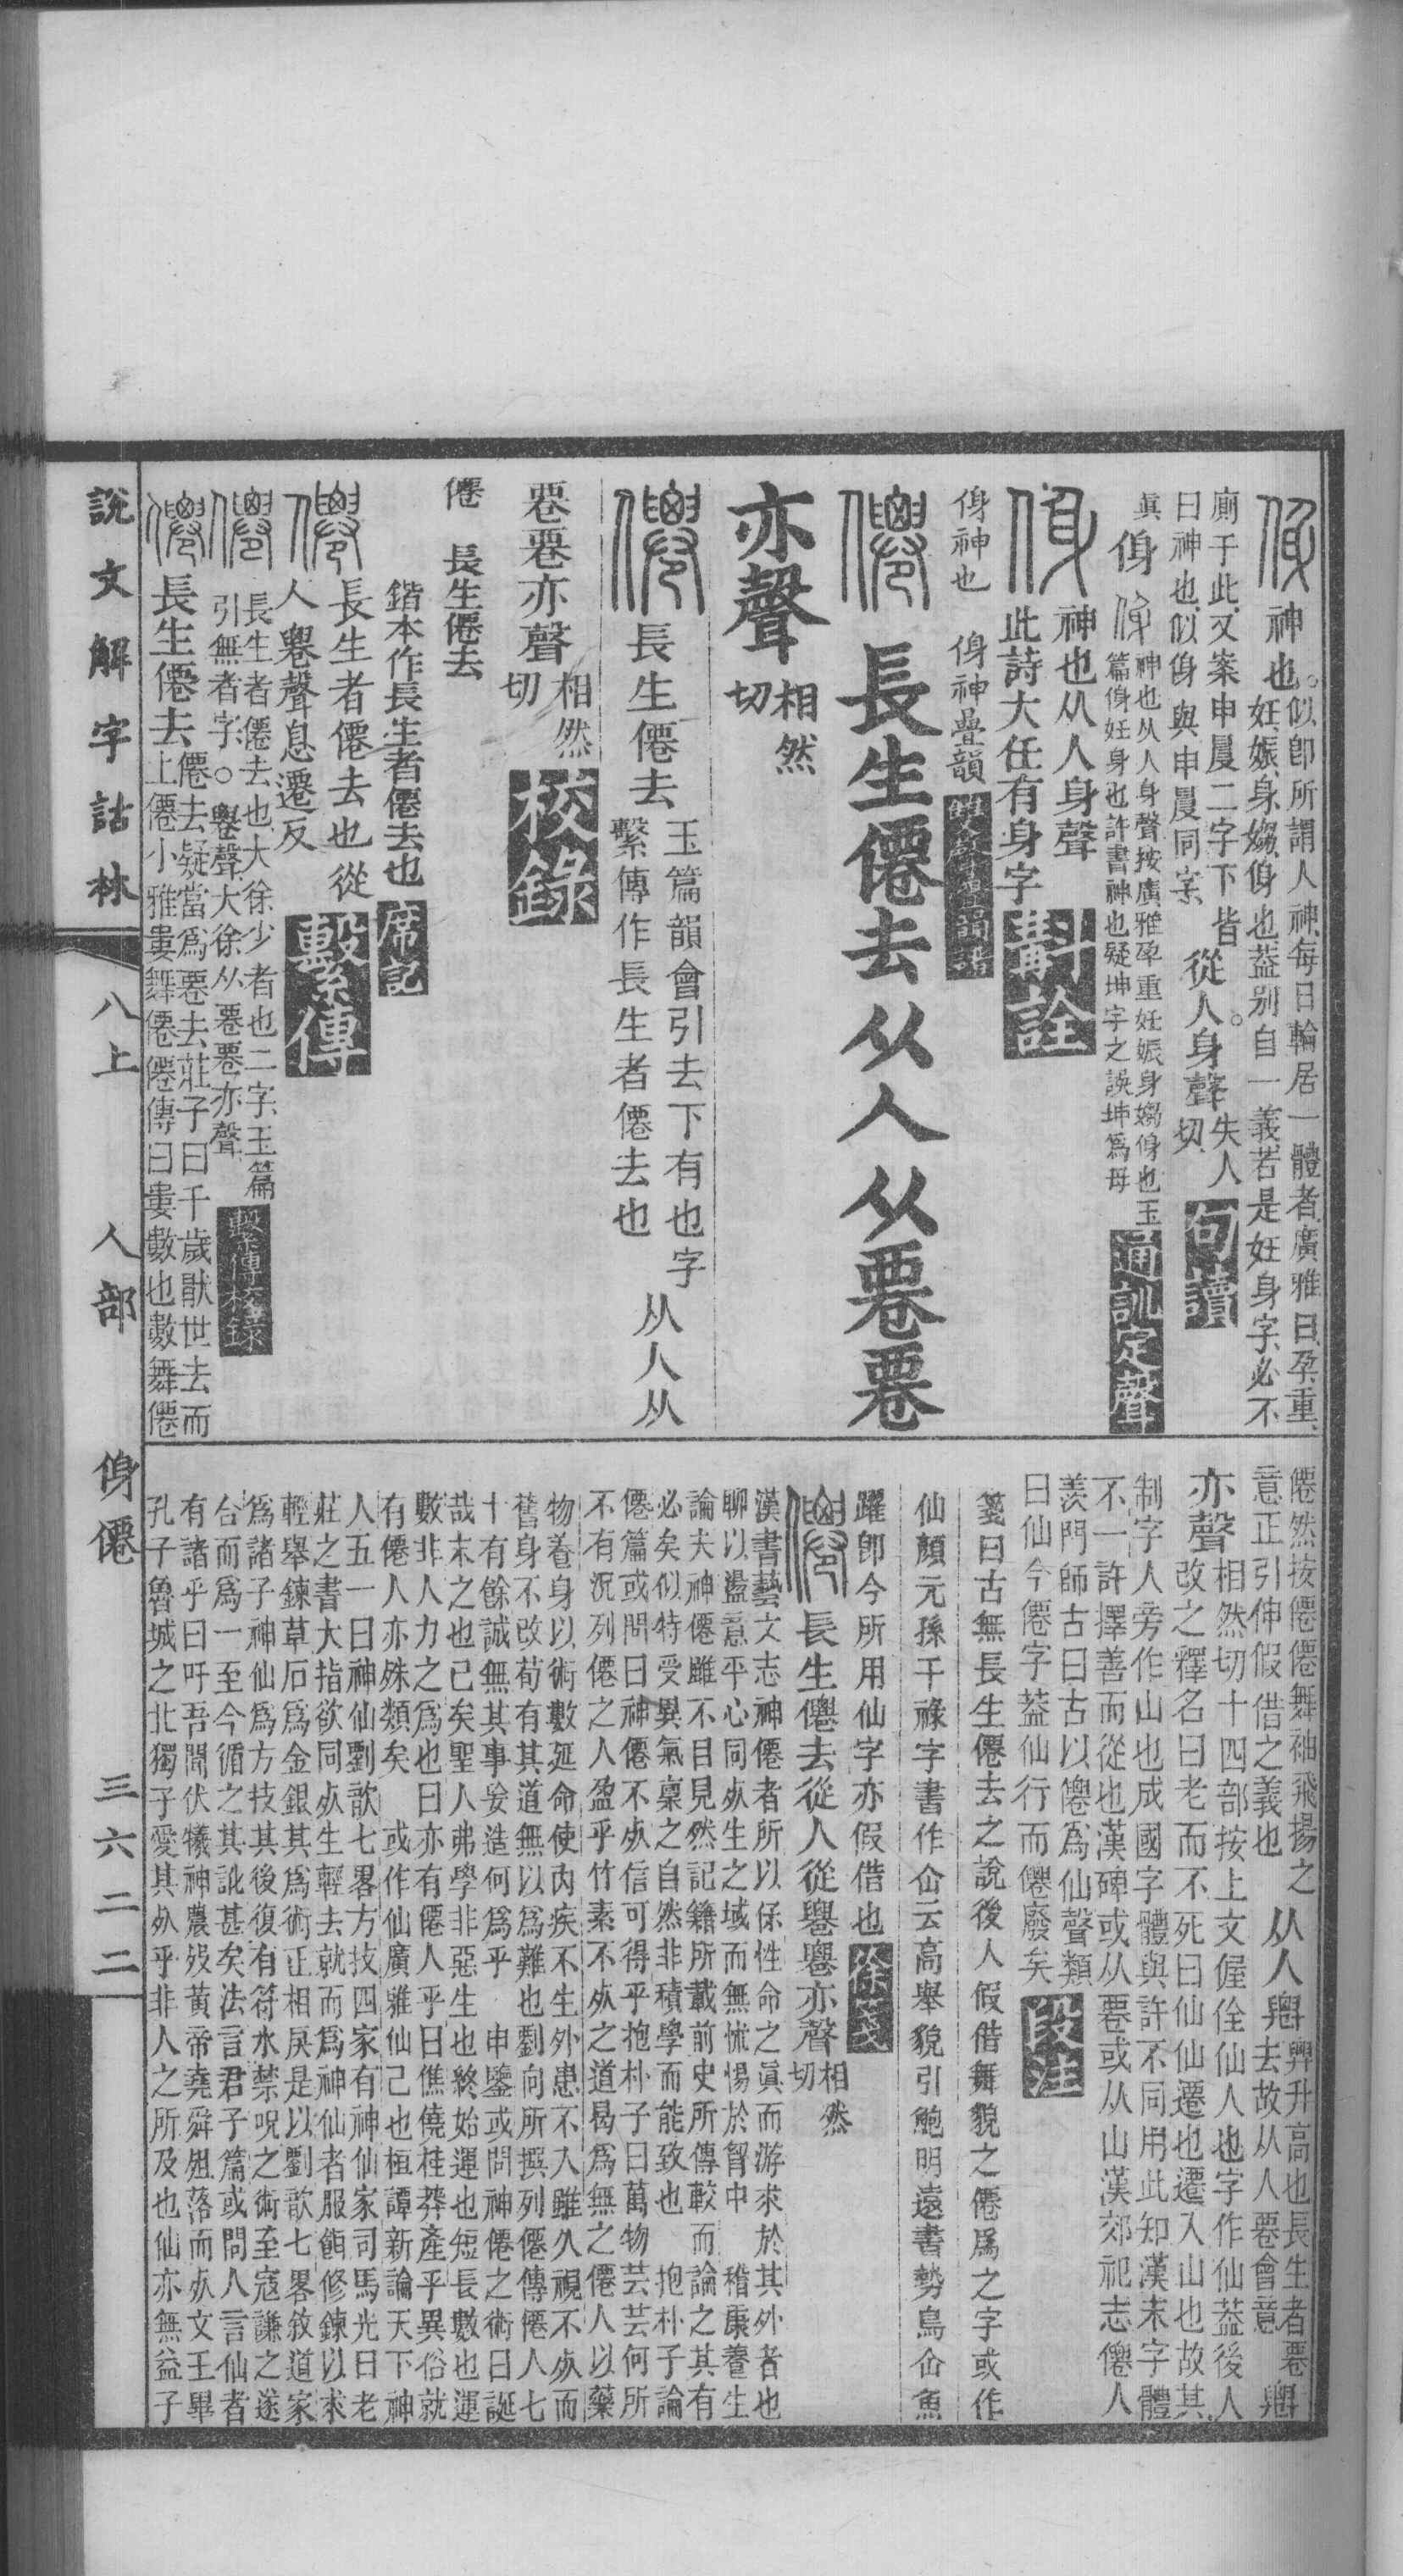 神也。似卽所謂人神每日輪居一體者廣雅曰孕重
妊娠身㛀㑗也葢别自一義若是妊身字必不
廁于此又案申㫳二字下皆
曰神也似㑗與申㫳同字
從人。身聲失人
切
句讀
神也从人身聲按廣雅孕重妊娠身㛀㑗也玉
篇㑗妊身也許書神也疑坤字之誤坤爲母
通訓定聲
眞㑗
神也从人身聲
此詩大任有身字
㑗神也 㑗神疊韻
長生僊去从人从䙴䙴
亦聲相然
切
長生僊去玉篇韻會引去下有也字
繫傳作長生者僊去也
从人从
䙴䙴亦聲相然
切
校錄
僊 長生僊去
鍇本作長生者僊去也
席記
長生者僊去也從
人䙴聲息遷反
繫傳
長生者僊去也大徐少者也二字玉篇
引無者字〇䙴聲大徐从䙴䙴亦聲
繫傳校錄
長生僊去僊去疑當爲䙴去莊子曰千歲猒世去而
上僊小雅婁舞僊僊傳曰婁數也數舞僊
僊然按僊僊舞袖飛揚之
意正引伸假借之義也
从人䙴
䙴升高也長生者䙴
去故从人䙴會意
亦聲相然切十四部按上文偓佺仙人也字作仙葢後人
改之釋名曰老而不死曰仙仙遷也遷入山也故其
制字人旁作山也成國字體與許不同用此知漢末字體
不一許擇善而從也漢碑或从䙴或从山漢郊祀志僊人
羨門師古曰古以僊爲仙聲類
曰仙今僊字葢仙行而僊廢矣
段注
箋曰古無長生僊去之說後人假借舞貌之僊爲之字或作
仙顏元孫干祿字書作仚云高舉貌引鮑明遠書勢鳥仚魚
躍卽今所用仙字亦假借也
徐箋
長生僊去從人從䙴䙴亦聲相然
切
漢書藝文志神僊者所以保性命之眞而游求於其外者也
聊以盪意平心同𣦸生之域而無怵惕於胷中 稽康養生
論夫神僊雖不目見然記籍所載前史所傳較而論之其有
必矣似特受異氣稟之自然非積學而能致也 抱朴子論
僊篇或問曰神僊不𣦸信可得乎抱朴子曰萬物芸芸何所
不有況列僊之人盈乎竹素不𣦸之道曷爲無之僊人以藥
物養身以術數延命使內疾不生外患不入雖久視不𣦸而
舊身不改苟有其道無以爲難也劉向所撰列僊傳僊人七
十有餘誠無其事妄造何爲乎 申鑒或問神僊之術曰誕
哉末之也已矣聖人弗學非惡生也終始運也短長數也運
數非人力之爲也曰亦有僊人乎曰僬僥桂莽產乎異俗就
有僊人亦殊類矣 或作仙廣雅仙己也桓譚新論天下神
人五一曰神仙劉歆七畧方技四家有神仙家司馬光曰老
莊之書大指欲同𣦸生輕去就而爲神仙者服餌修鍊以求
輕舉鍊草石爲金銀其爲術正相戾是以劉歆七畧敘道家
爲諸子神仙爲方技其後復有符水禁呪之術至寇謙之遂
合而爲一至今循之其訛甚矣法言君子篇或問人言仙者
有諸乎曰吁吾聞伏犧神農歿黃帝堯舜殂落而𣦸文王畢
孔子魯城之北獨子愛其𣦸乎非人之所及也仙亦無益子
說文解字詁林 八上 人部 㑗僊 三六二二